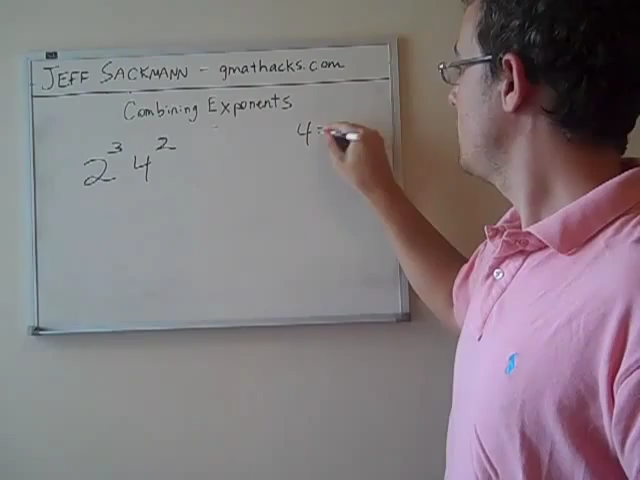 JEFF SACKMANN - gmathacks.com
Combining Exponents
2³ 4² 4=